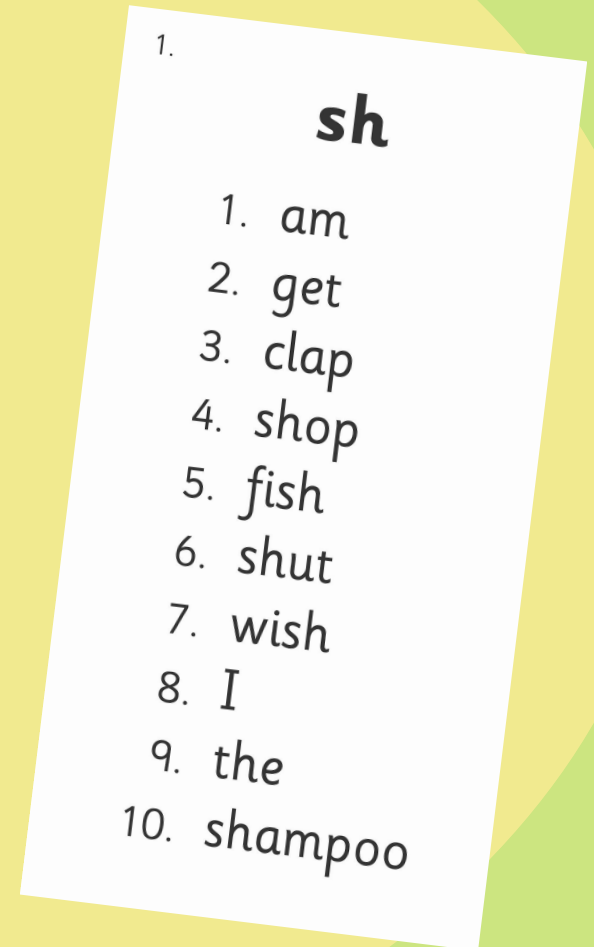 1.
sh
1. am
2. get
3. clap
4. shop
5. fish
6. shut
7. wish
8. I
9. the
10. shampoo